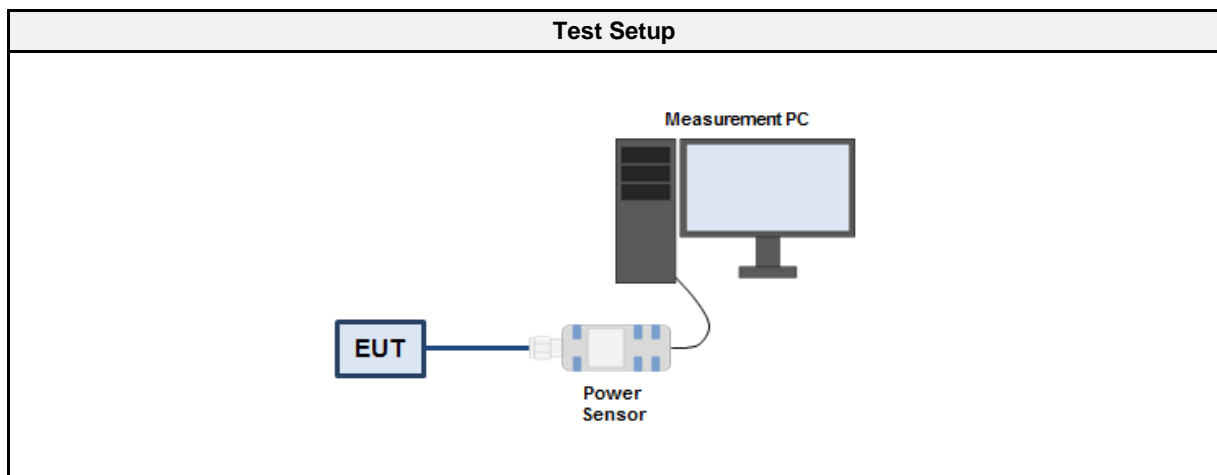 Test Setup
Measurement PC
EUT
Power
Sensor